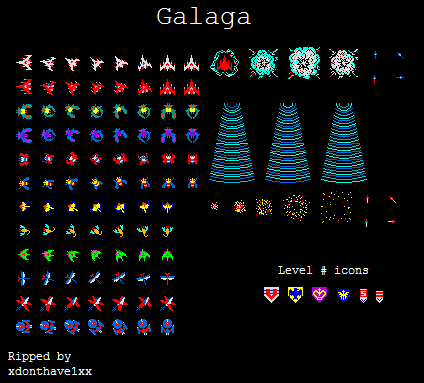 Galaga
Level # icons
Ripped by
xdonthave1xx